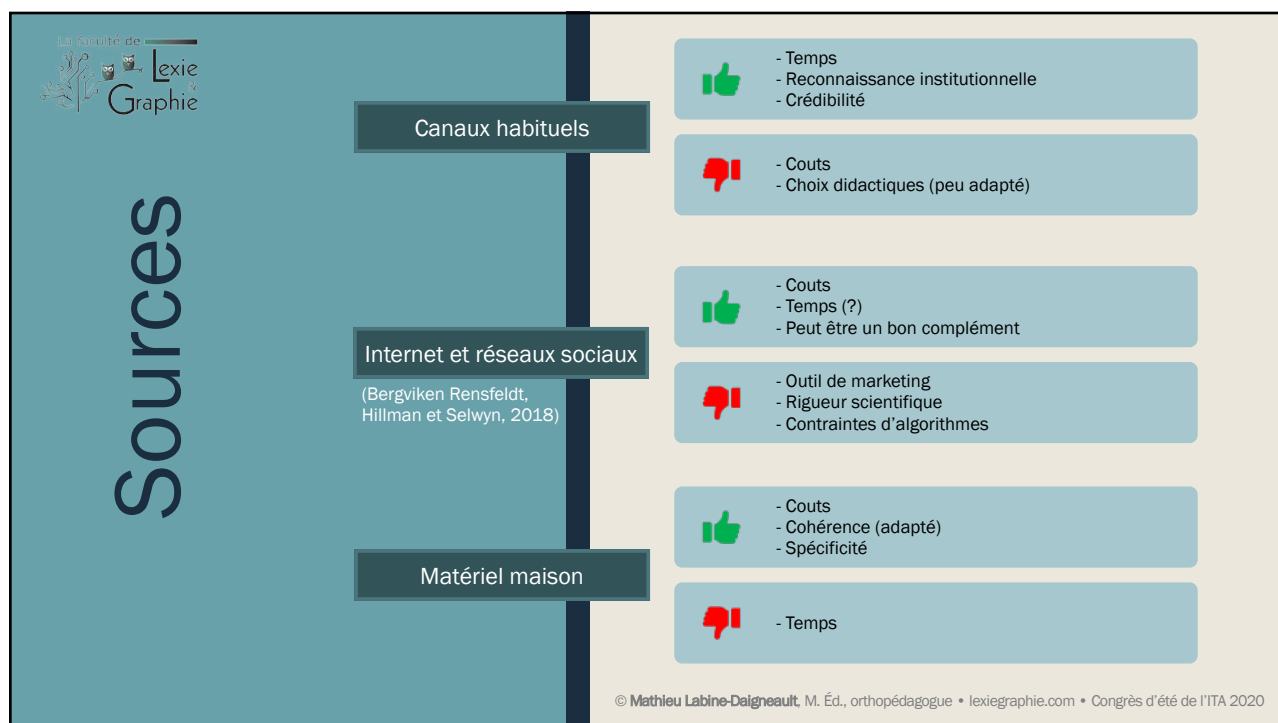 La faculté de
Lexie
&
Graphie
Sources
Canaux habituels
- Temps
- Reconnaissance institutionnelle
- Crédibilité
- Couts
- Choix didactiques (peu adapté)
Internet et réseaux sociaux
(Bergviken Rensfeldt,
Hillman et Selwyn, 2018)
- Couts
- Temps (?)
- Peut être un bon complément
- Outil de marketing
- Rigueur scientifique
- Contraintes d’algorithmes
Matériel maison
- Couts
- Cohérence (adapté)
- Spécificité
- Temps
© Mathieu Labine-Daigneault, M. Éd., orthopédagogue • lexiegraphie.com • Congrès d’été de l’ITA 2020